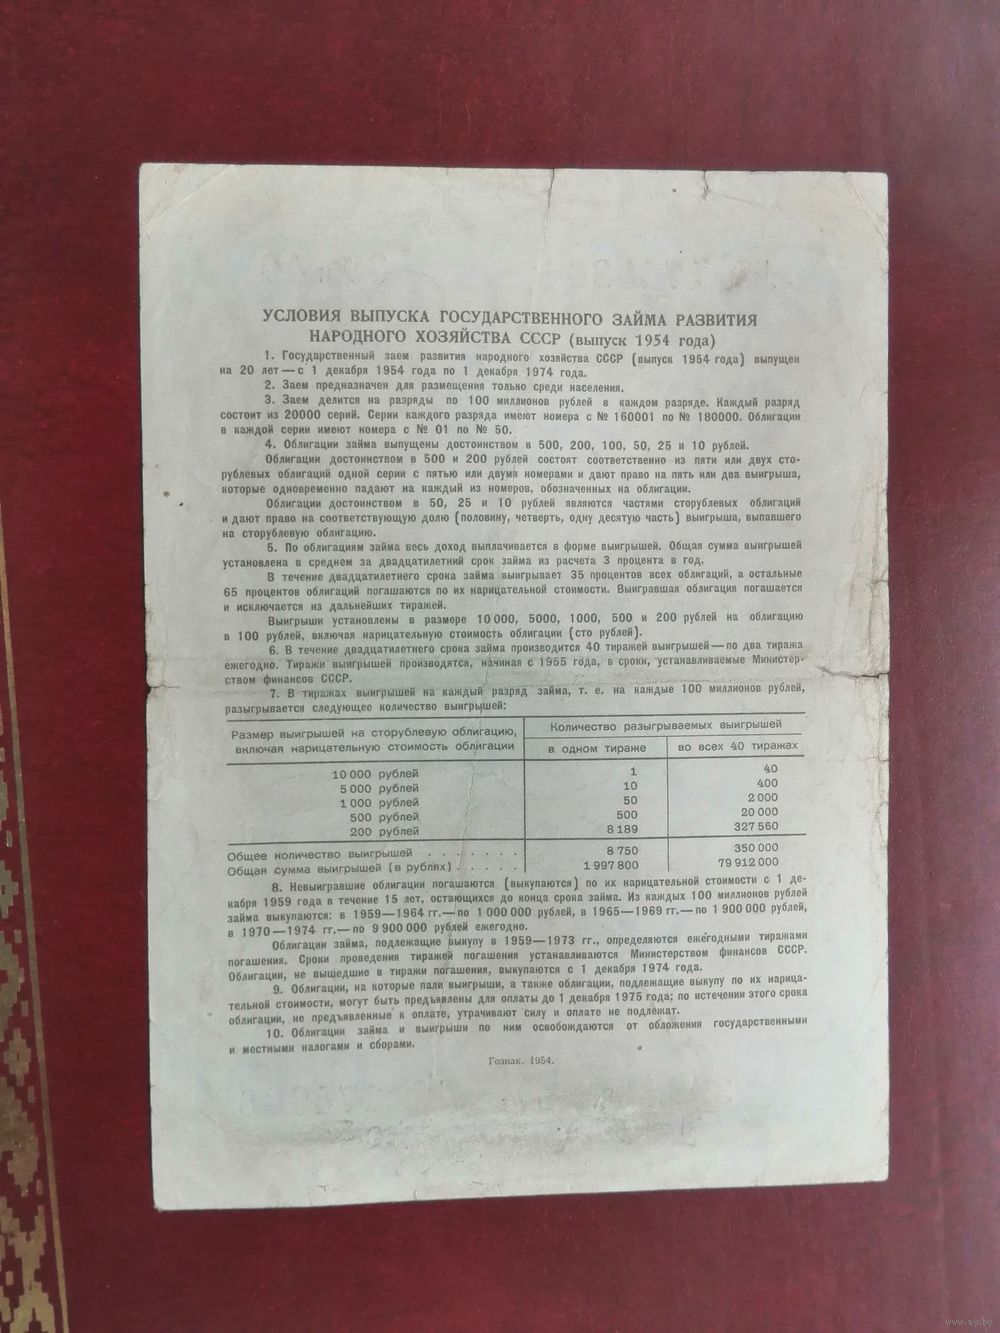 УСЛОВИЯ ВЫПУСКА ГОСУДАРСТВЕННОГО ЗАЙМА РАЗВИТИЯ
НАРОДНОГО ХОЗЯЙСТВА СССР (выпуск 1954 года)
1. Государственный заем развития народного хозяйства СССР (выпуск 1954 года) выпущен
на 20 лет — с 1 декабря 1954 года по 1 декабря 1974 года.
2. Заем предназначен для размещения только среди населения.
3. Заем делится на разряды по 100 миллионов рублей в каждом разряде. Каждый разряд
состоит из 20000 серий. Серии каждого разряда имеют номера с № 160001 по № 180000. Облигации
в каждой серии имеют номера с № 01 по № 50.
4. Облигации займа выпущены достоинством в 500, 200, 100, 50, 25 и 10 рублей.
Облигации достоинством в 500 и 200 рублей состоят соответственно из пяти или двух сто-
рублевых облигаций одной серии с пятью или двумя номерами и дают право на пять или два выигрыша,
которые одновременно падают на каждый из номеров, обозначенных на облигации.
Облигации достоинством в 50, 25 и 10 рублей являются частями сторублевых облигаций
и дают право на соответствующую долю (половину, четверть, одну десятую часть) выигрыша, выпавшего
на сторублевую облигацию.
5. По облигациям займа весь доход выплачивается в форме выигрышей. Общая сумма выигрышей
установлена в среднем за двадцатилетний срок займа из расчета 3 процента в год.
В течение двадцатилетнего срока займа выигрывает 35 процентов всех облигаций, а остальные
65 процентов облигаций погашаются по их нарицательной стоимости. Выигравшая облигация погашается
и исключается из дальнейших тиражей.
Выигрыши установлены в размере 10 000, 5000, 1000, 500 и 200 рублей на облигацию
в 100 рублей, включая нарицательную стоимость облигации (сто рублей).
6. В течение двадцатилетнего срока займа производится 40 тиражей выигрышей — по два тиража
ежегодно. Тиражи выигрышей производятся, начиная с 1955 года, в сроки, устанавливаемые Министер-
ством финансов СССР.
7. В тиражах выигрышей на каждый разряд займа, т. е. на каждые 100 миллионов рублей,
разыгрывается следующее количество выигрышей:
Размер выигрышей на сторублевую облигацию,
включая нарицательную стоимость облигации
Количество разыгрываемых выигрышей
в одном тираже
во всех 40 тиражах
10 000 рублей 1 40
5 000 рублей 10 400
1 000 рублей 50 2 000
500 рублей 500 20 000
200 рублей 8 189 327 560
Общее количество выигрышей . . . . . . . 8 750 350 000
Общая сумма выигрышей (в рублях) . . . . . 1 997 800 79 912 000
8. Невыигравшие облигации погашаются (выкупаются) по их нарицательной стоимости с 1 де-
кабря 1959 года в течение 15 лет, остающихся до конца срока займа. Из каждых 100 миллионов рублей
займа выкупаются: в 1959—1964 гг. — по 1 000 000 рублей, в 1965—1969 гг. — по 1 900 000 рублей,
в 1970—1974 гг. — по 9 900 000 рублей ежегодно.
Облигации займа, подлежащие выкупу в 1959—1973 гг., определяются ежегодными тиражами
погашения. Сроки проведения тиражей погашения устанавливаются Министерством финансов СССР.
Облигации, не вышедшие в тиражи погашения, выкупаются с 1 декабря 1974 года.
9. Облигации, на которые пали выигрыши, а также облигации, подлежащие выкупу по их нарица-
тельной стоимости, могут быть предъявлены для оплаты до 1 декабря 1975 года; по истечении этого срока
облигации, не предъявленные к оплате, утрачивают силу и оплате не подлежат.
10. Облигации займа и выигрыши по ним освобождаются от обложения государственными
и местными налогами и сборами.
Гознак. 1954.
www.ay.by